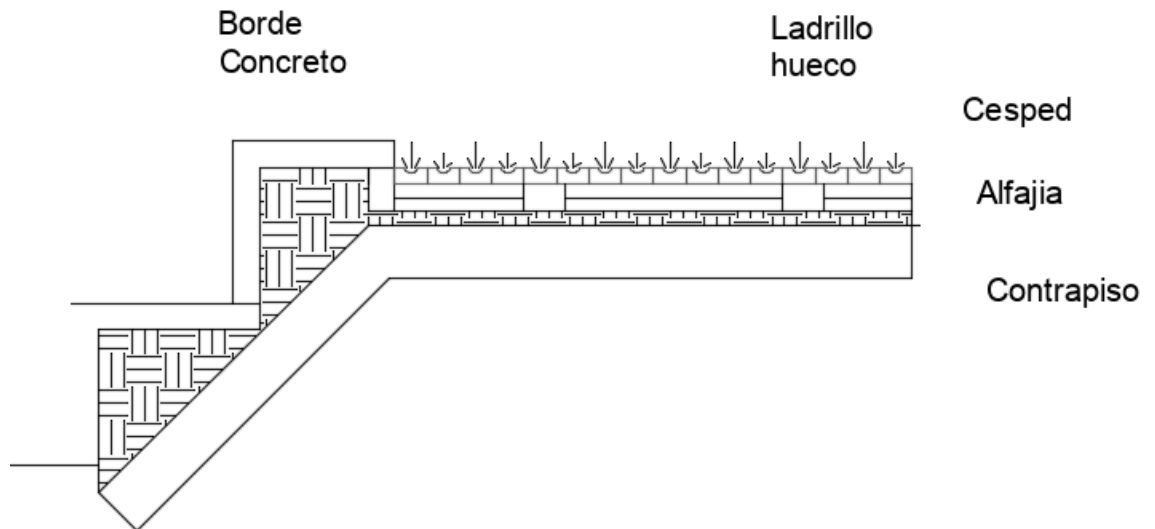 Borde
Concreto
Ladrillo
hueco
Cesped
Alfajia
Contrapiso